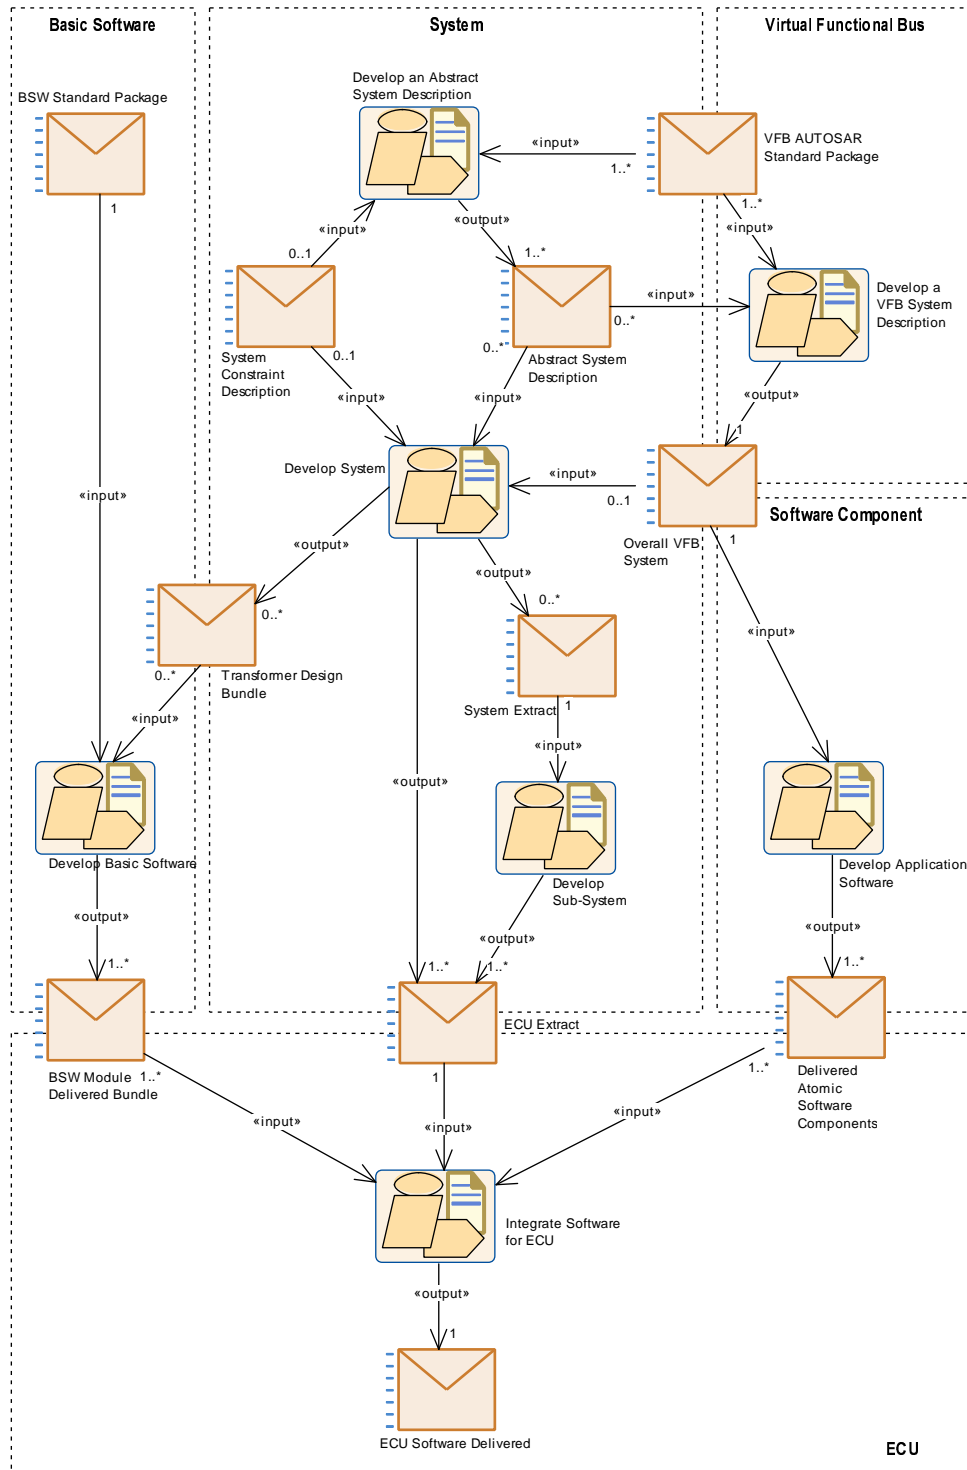 Basic Software
System
Virtual Functional Bus
BSW Standard Package
Develop an Abstract
System Description
VFB AUTOSAR
Standard Package
«input»
1..*
1
1..*
«input»
«output»
«input»
0..1
1..*
Develop a
VFB System
Description
«input»
0..*
System
Constraint
Description
0..1
0..*
Abstract System
Description
«input»
«input»
«output»
1
Develop System
«input»
0..1
«input»
Software Component
Overall VFB
System
1
«output»
«output»
0..*
0..*
«input»
0..*
Transformer Design
Bundle
System Extract
1
«input»
«input»
«output»
Develop Basic Software
Develop
Sub-System
Develop Application
Software
«output»
«output»
«output»
1..*
1..*
1..*
1..*
ECU Extract
BSW Module
Delivered Bundle
1..*
1
1..*
Delivered
Atomic
Software
Components
«input»
«input»
«input»
Integrate Software
for ECU
«output»
1
ECU Software Delivered
ECU